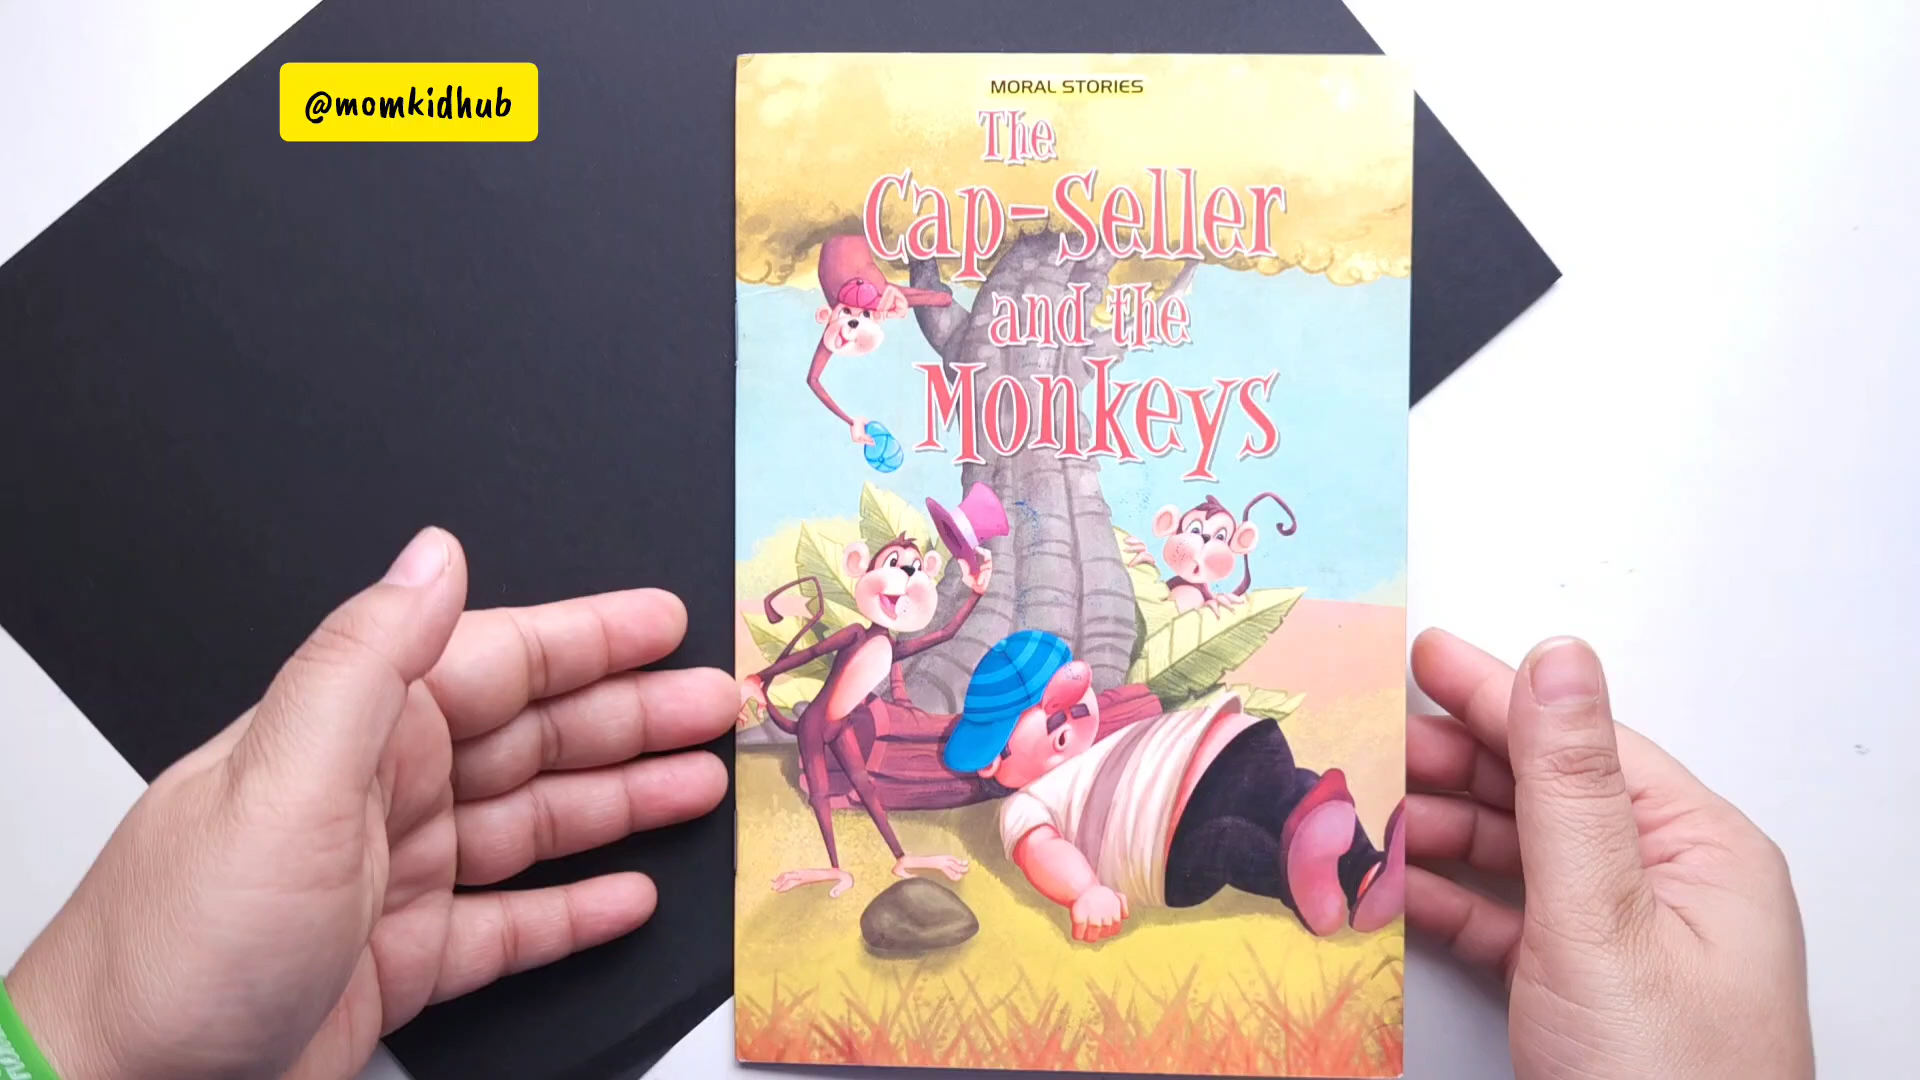 @momkidhub
MORAL STORIES
The
Cap-Seller
and the
Monkeys